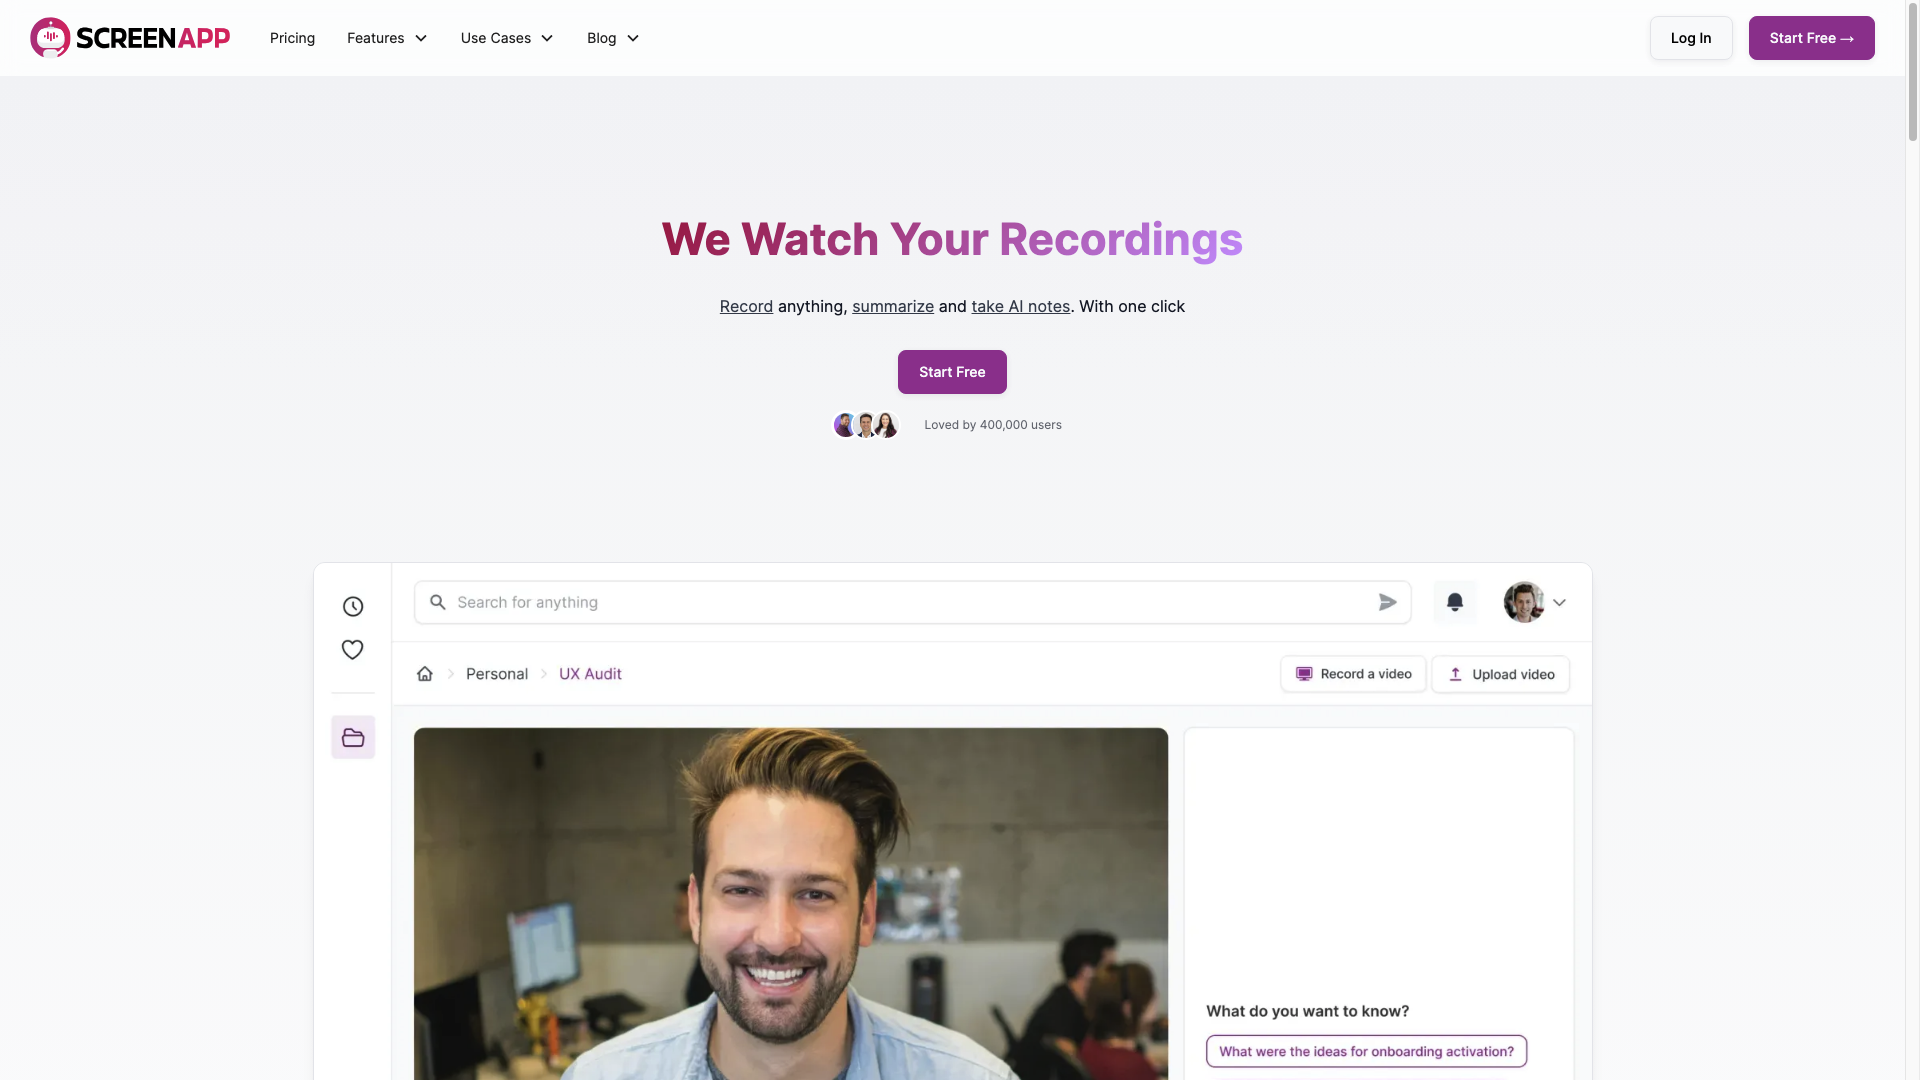 SCREENAPP
Pricing
Features
Use Cases
Blog
Log In
Start Free →
We Watch Your Recordings
Record anything, summarize and take AI notes. With one click
Start Free
Loved by 400,000 users
Search for anything
Personal
UX Audit
Record a video
Upload video
What do you want to know?
What were the ideas for onboarding activation?